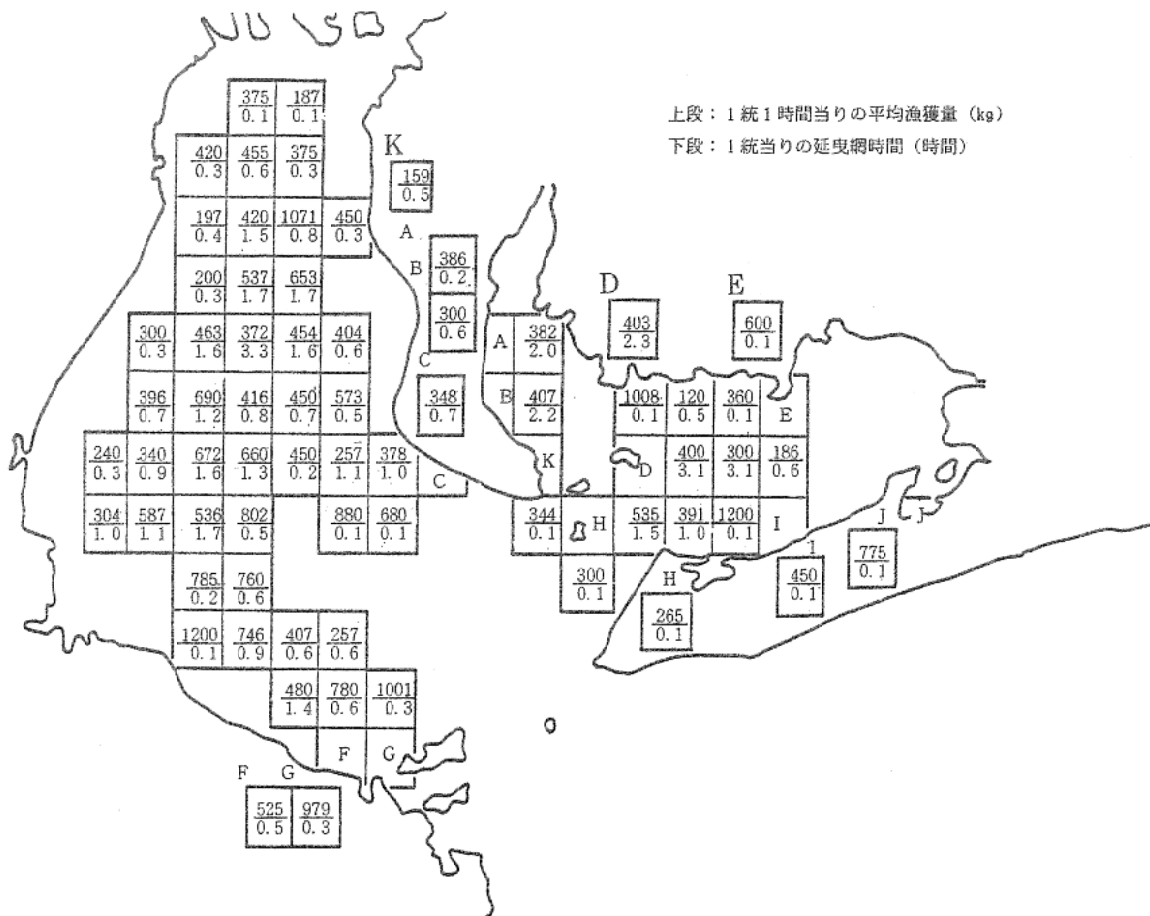 上段：1統1時間当りの平均漁獲量（kg）
下段：1統当りの延曳網時間（時間）
375 187
0.1 0.1
420 455 375
0.3 0.6 0.3
K
159
0.5
197 420 1071 450
0.4 1.5 0.8 0.3
A
B
386
0.2
200 537 653
0.3 1.7 1.7
300
0.6
C
D
403
2.3
E
600
0.1
300 463 372 454 404
0.3 1.6 3.3 1.6 0.6
A
382
2.0
396 690 416 450 573
0.7 1.2 0.8 0.7 0.5
348
0.7
B
407
2.2
1008 120 360
0.1 0.5 0.1
E
240 340 672 660 450 257 378
0.3 0.9 1.6 1.3 0.2 1.1 1.0
C
K
D
400 300 186
3.1 3.1 0.6
304 587 536 802 880 680
1.0 1.1 1.7 0.5 0.1 0.1
344
0.1
H
535 391 1200
1.5 1.0 0.1
I
J
J
785 760
0.2 0.6
300
0.1
H
265
0.1
1
450
0.1
775
0.1
1200 746 407 257
0.1 0.9 0.6 0.6
480 780 1001
1.4 0.6 0.3
F G
F G
525 979
0.5 0.3